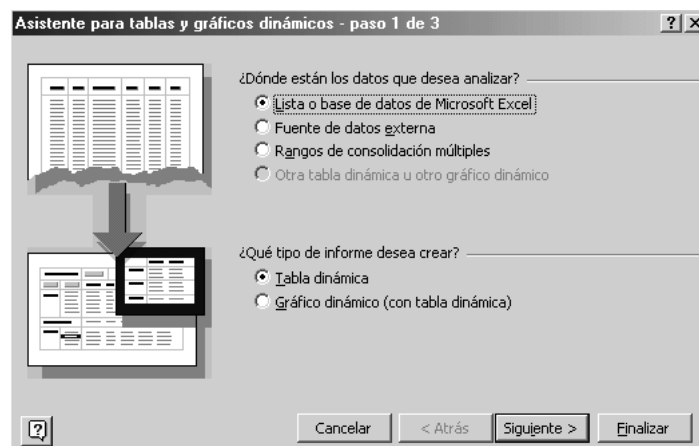 Asistente para tablas y gráficos dinámicos - paso 1 de 3
¿Dónde están los datos que desea analizar?
Lista o base de datos de Microsoft Excel
Fuente de datos externa
Rangos de consolidación múltiples
Otra tabla dinámica u otro gráfico dinámico
¿Qué tipo de informe desea crear?
Tabla dinámica
Gráfico dinámico (con tabla dinámica)
Cancelar
< Atrás
Siguiente >
Finalizar